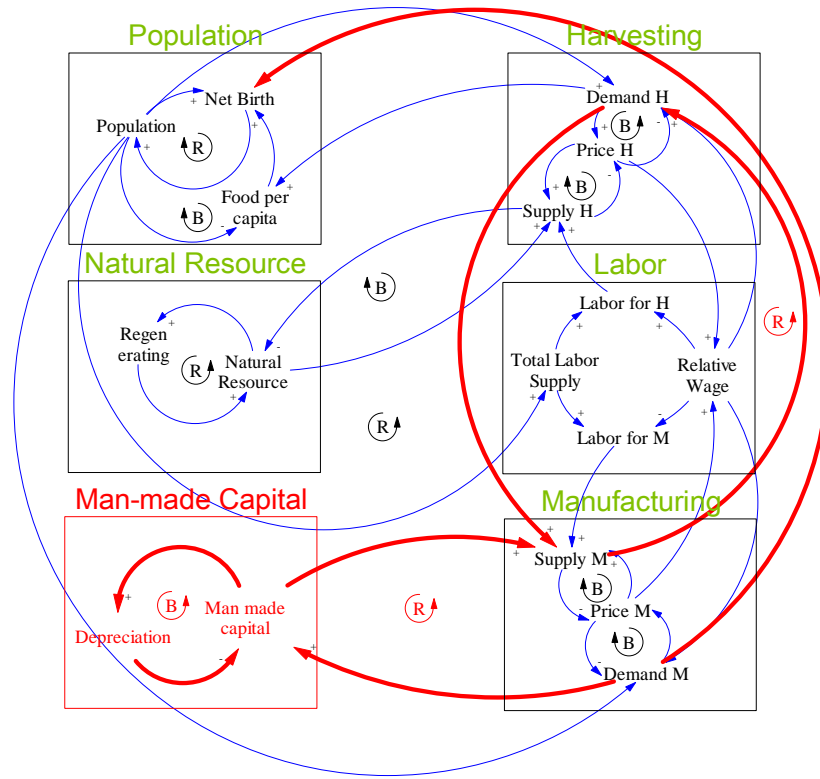 Population
Net Birth
+
+
Population
+
R
+
Food per
capita
-
B
Harvesting
+
Demand H
-
+
B
+
Price H
-
B
+
Supply H
+
+
Natural Resource
+
Regen
erating
R
-
Natural
Resource
+
B
R
Labor
Labor for H
+
+
Total Labor
Supply
+
+
Relative
Wage
+
+
-
Labor for M
R
Man-made Capital
B
+
Man made
capital
Depreciation
-
+
R
Manufacturing
+
+
+
Supply M
+
B
-
Price M
B
-
Demand M
+